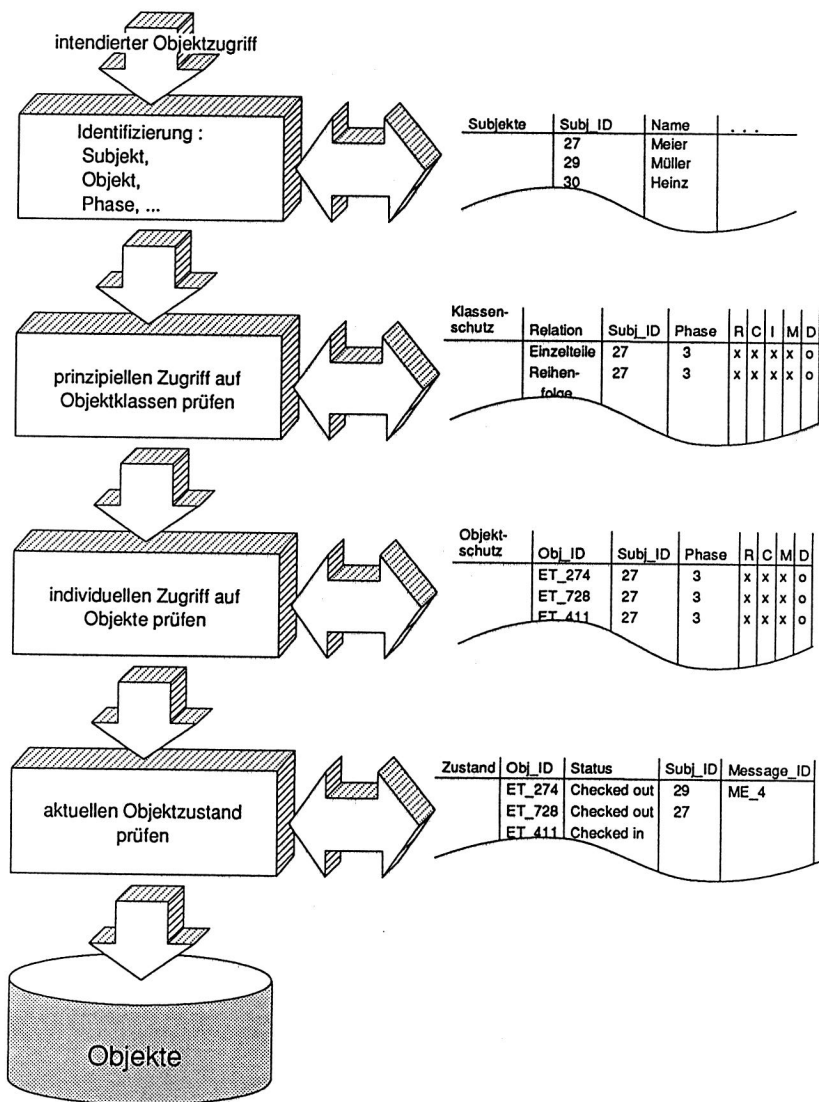 intendierter Objektzugriff
Identifizierung :
Subjekt,
Objekt,
Phase, ...
Subjekte Subj_ID Name . . .
27 Meier
29 Müller
30 Heinz
prinzipiellen Zugriff auf
Objektklassen prüfen
Klassen-
schutz Relation Subj_ID Phase R C I M D
Einzelteile 27 3 x x x x o
Reihen- 27 3 x x x x o
folge
individuellen Zugriff auf
Objekte prüfen
Objekt-
schutz Obj_ID Subj_ID Phase R C M D
ET_274 27 3 x x x o
ET_728 27 3 x x x o
ET_411 27 3 x x x o
aktuellen Objektzustand
prüfen
Zustand Obj_ID Status Subj_ID Message_ID
ET_274 Checked out 29 ME_4
ET_728 Checked out 27
ET_411 Checked in
Objekte